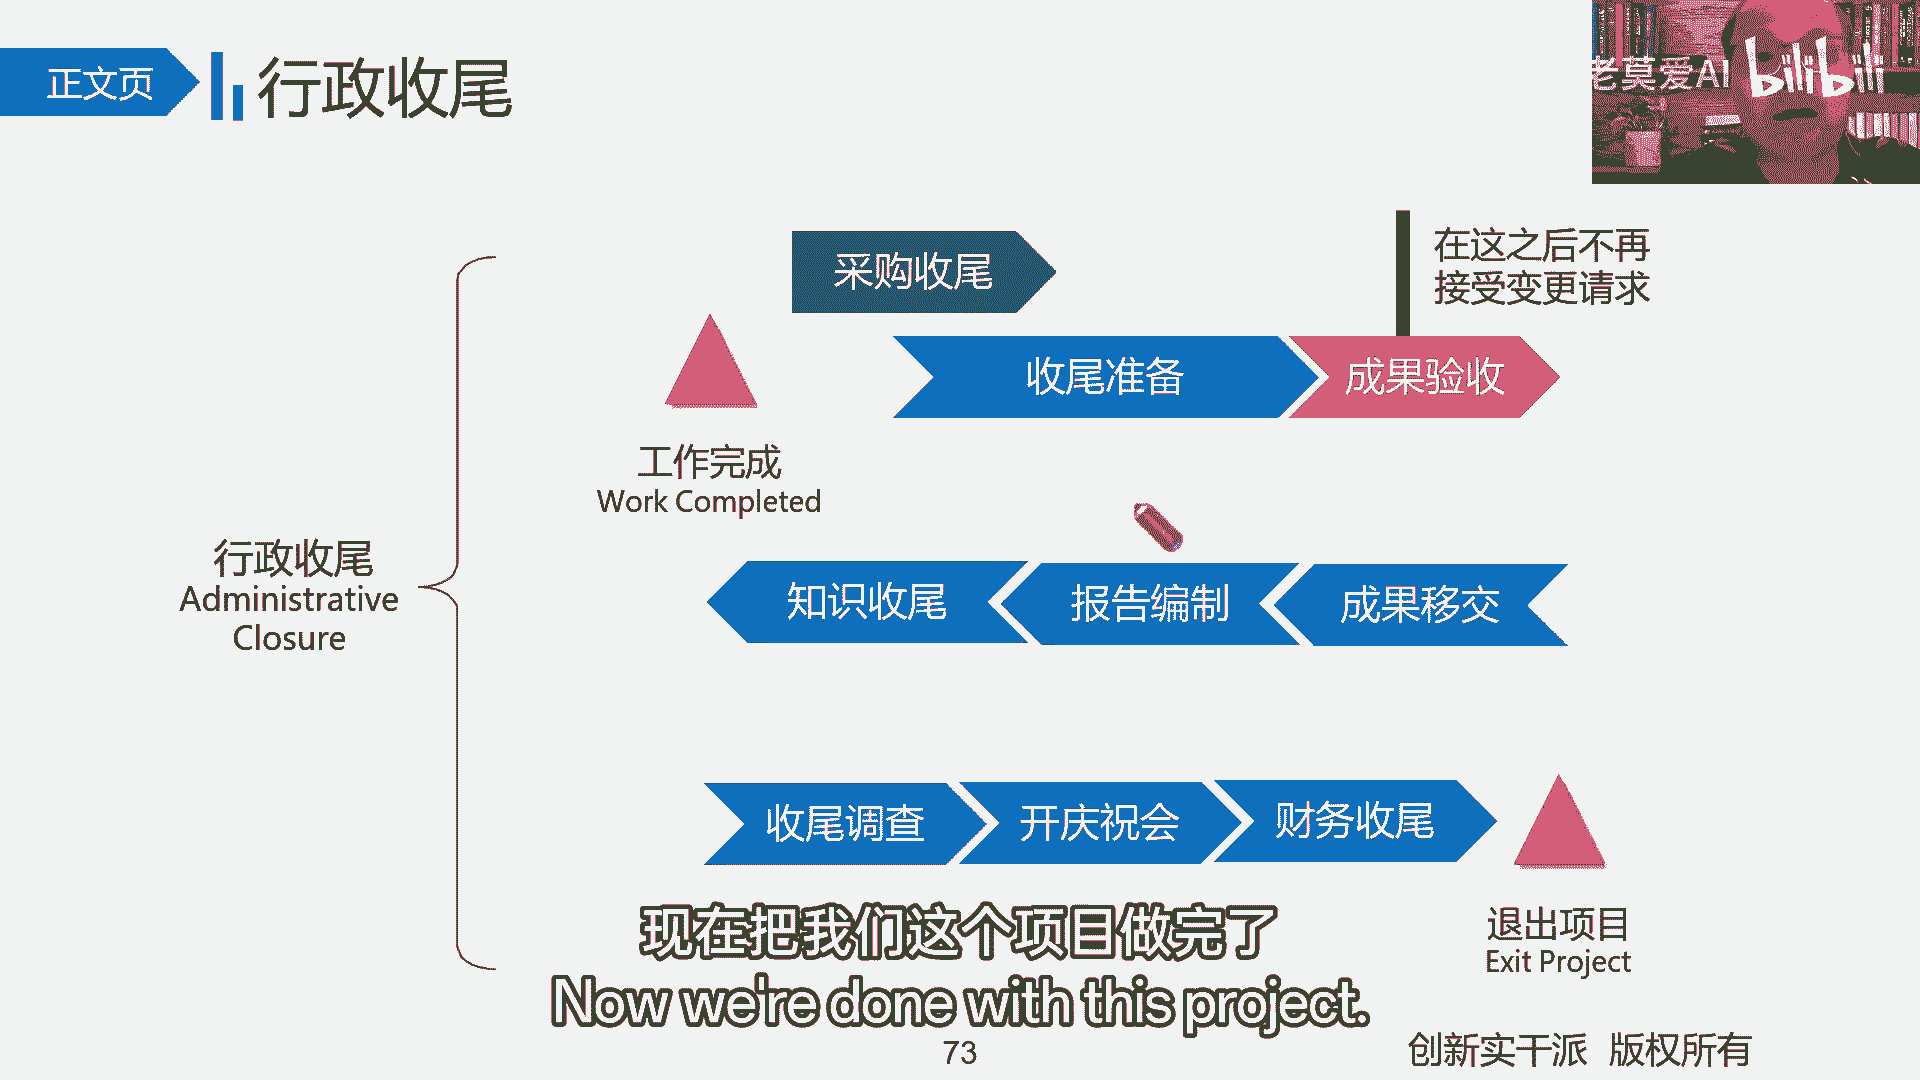 正文页
行政收尾
老莫爱AI
bilibili
采购收尾
在这之后不再
接受变更请求
收尾准备
成果验收
工作完成
Work Completed
行政收尾
Administrative
Closure
知识收尾
报告编制
成果移交
收尾调查
开庆祝会
财务收尾
退出项目
Exit Project
现在把我们这个项目做完了
Now we're done with this project.
73
创新实干派 版权所有